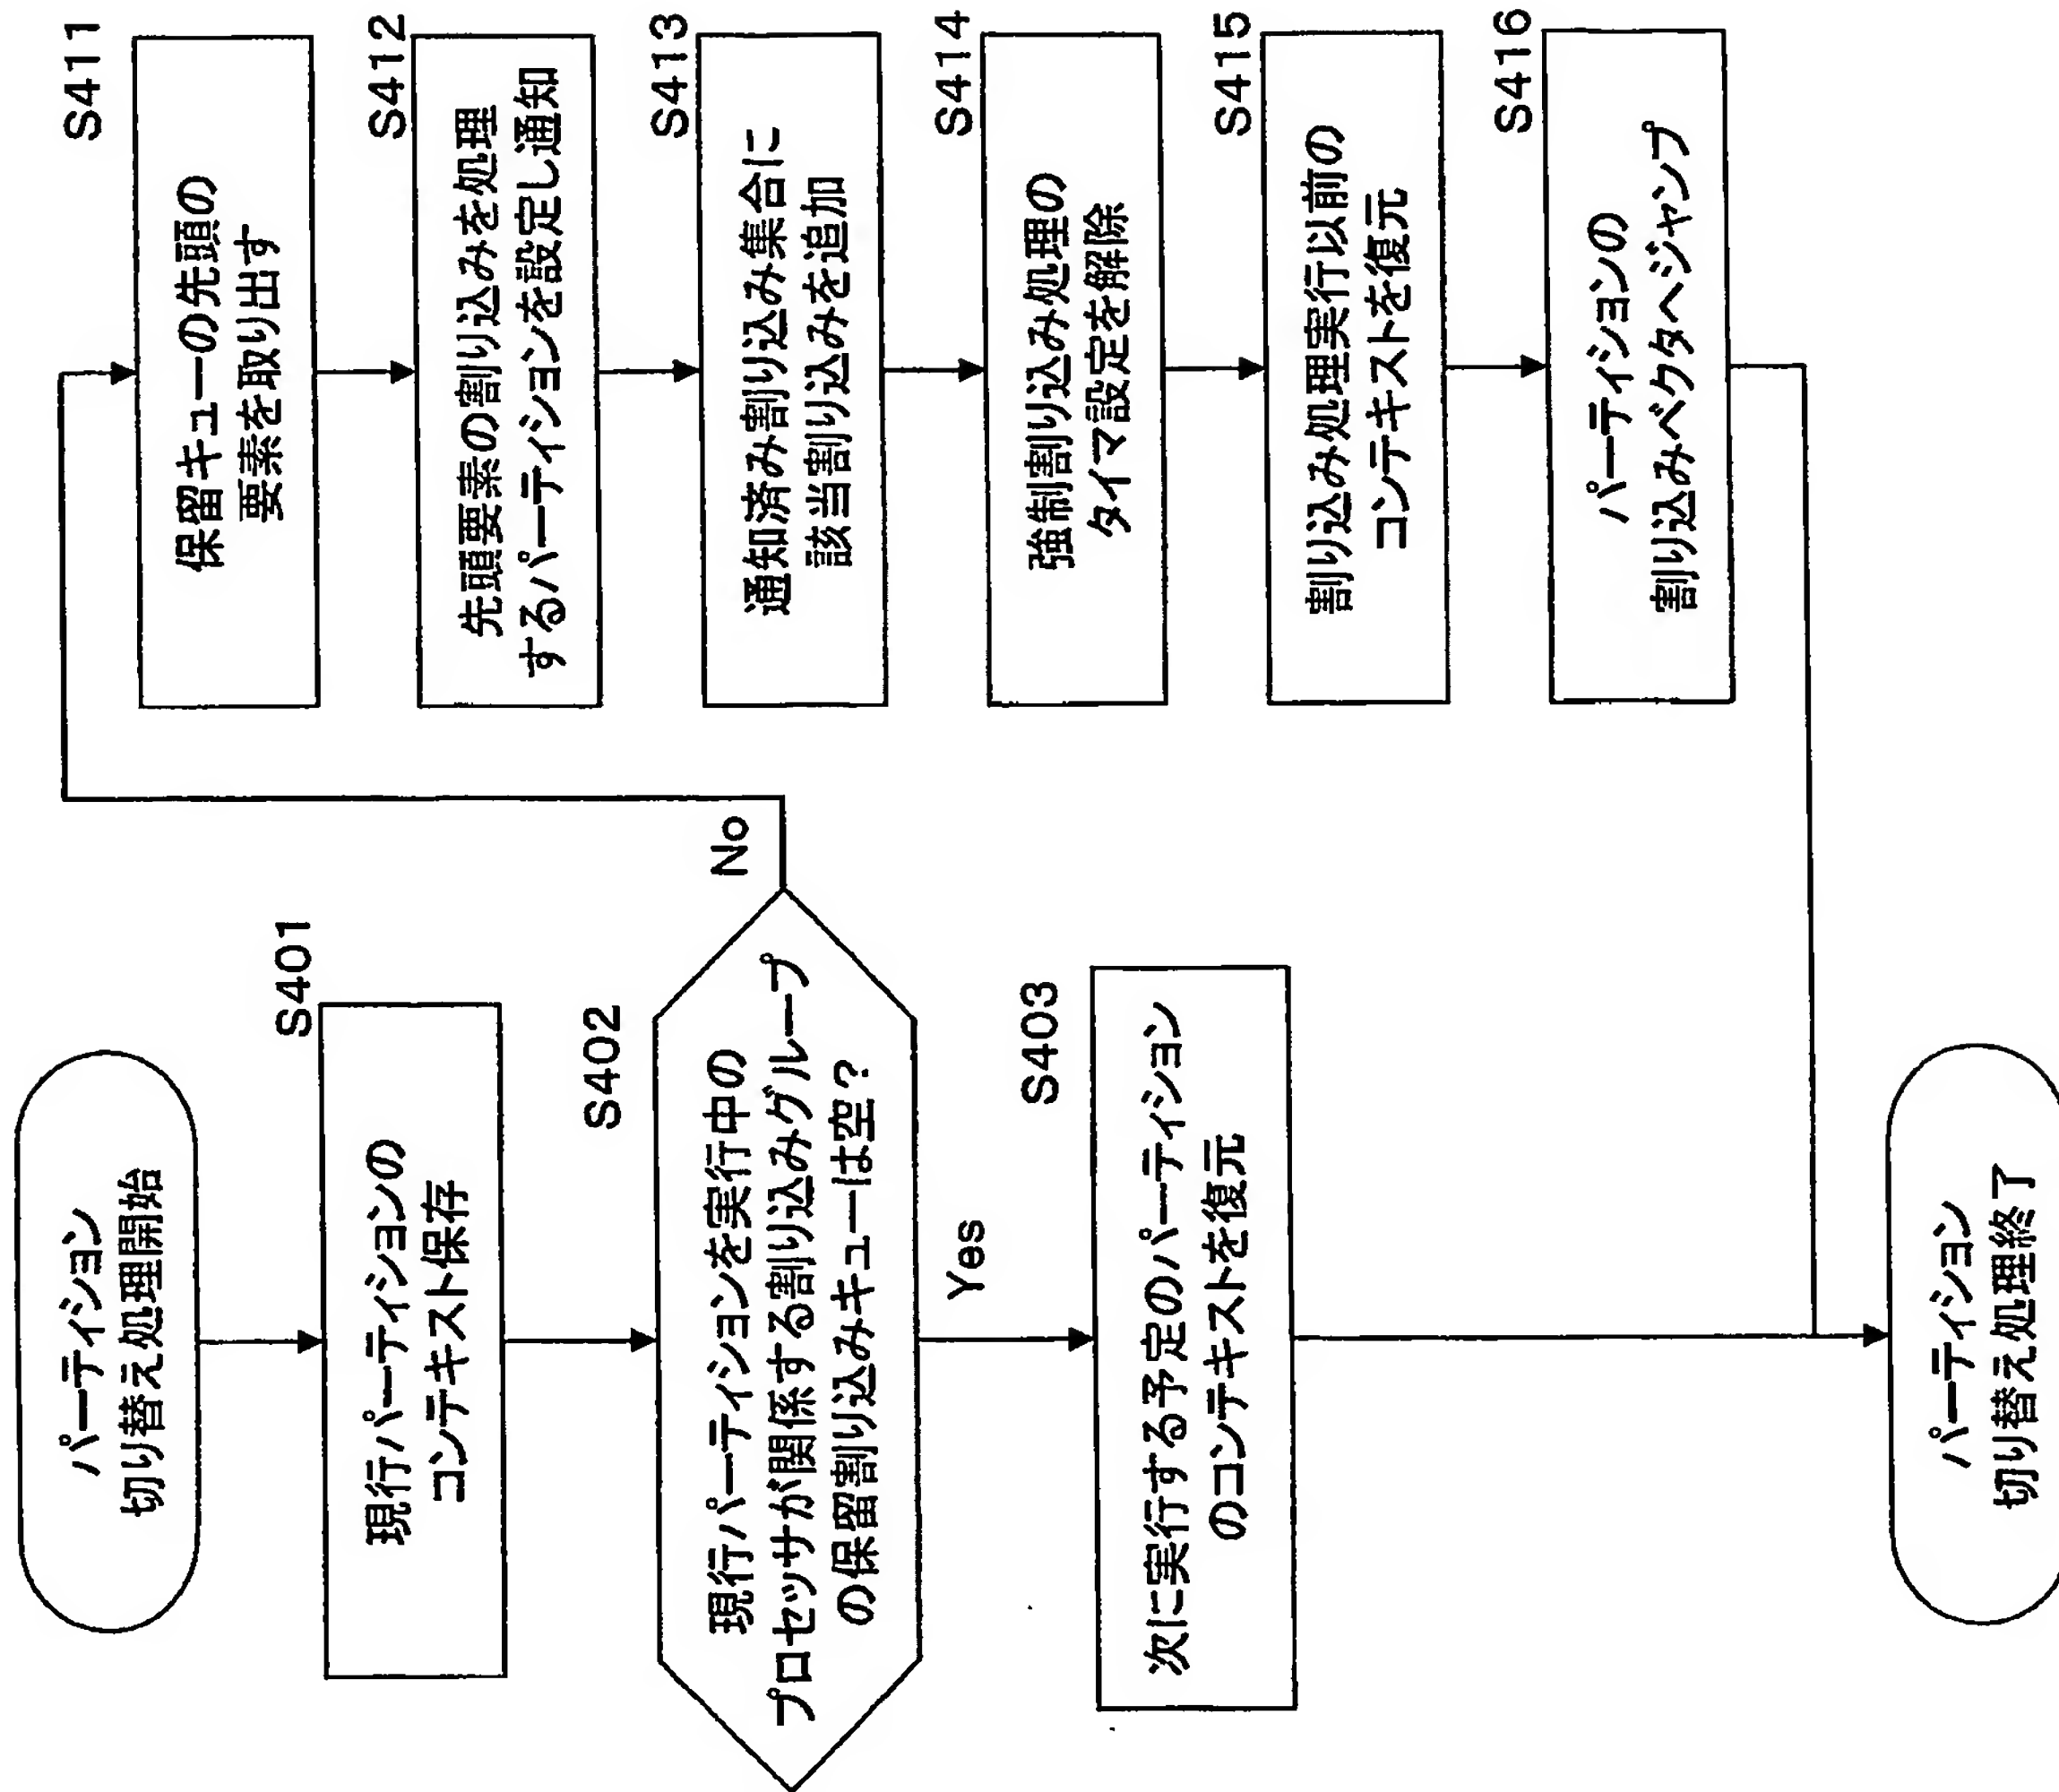 パーティション
切り替え処理開始
S401
現行パーティションの
コンテキスト保存
S402
現行パーティションを実行中の
プロセッサが関係する割り込みグループ
の保留割り込みキューは空？
No
Yes
S403
次に実行する予定のパーティション
のコンテキストを復元
S411
保留キューの先頭の
要素を取り出す
S412
先頭要素の割り込みを処理
するパーティションを設定し通知
S413
通知済み割り込み集合に
該当割り込みを追加
S414
強制割り込み処理の
タイマ設定を解除
S415
割り込み処理実行以前の
コンテキストを復元
S416
パーティションの
割り込みベクタへジャンプ
パーティション
切り替え処理終了